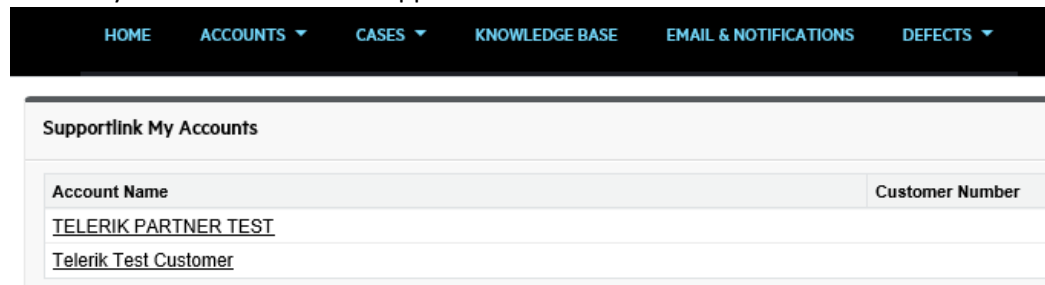 HOME ACCOUNTS CASES KNOWLEDGE BASE EMAIL & NOTIFICATIONS DEFECTS
Supportlink My Accounts
Account Name Customer Number
TELERIK PARTNER TEST
Telerik Test Customer